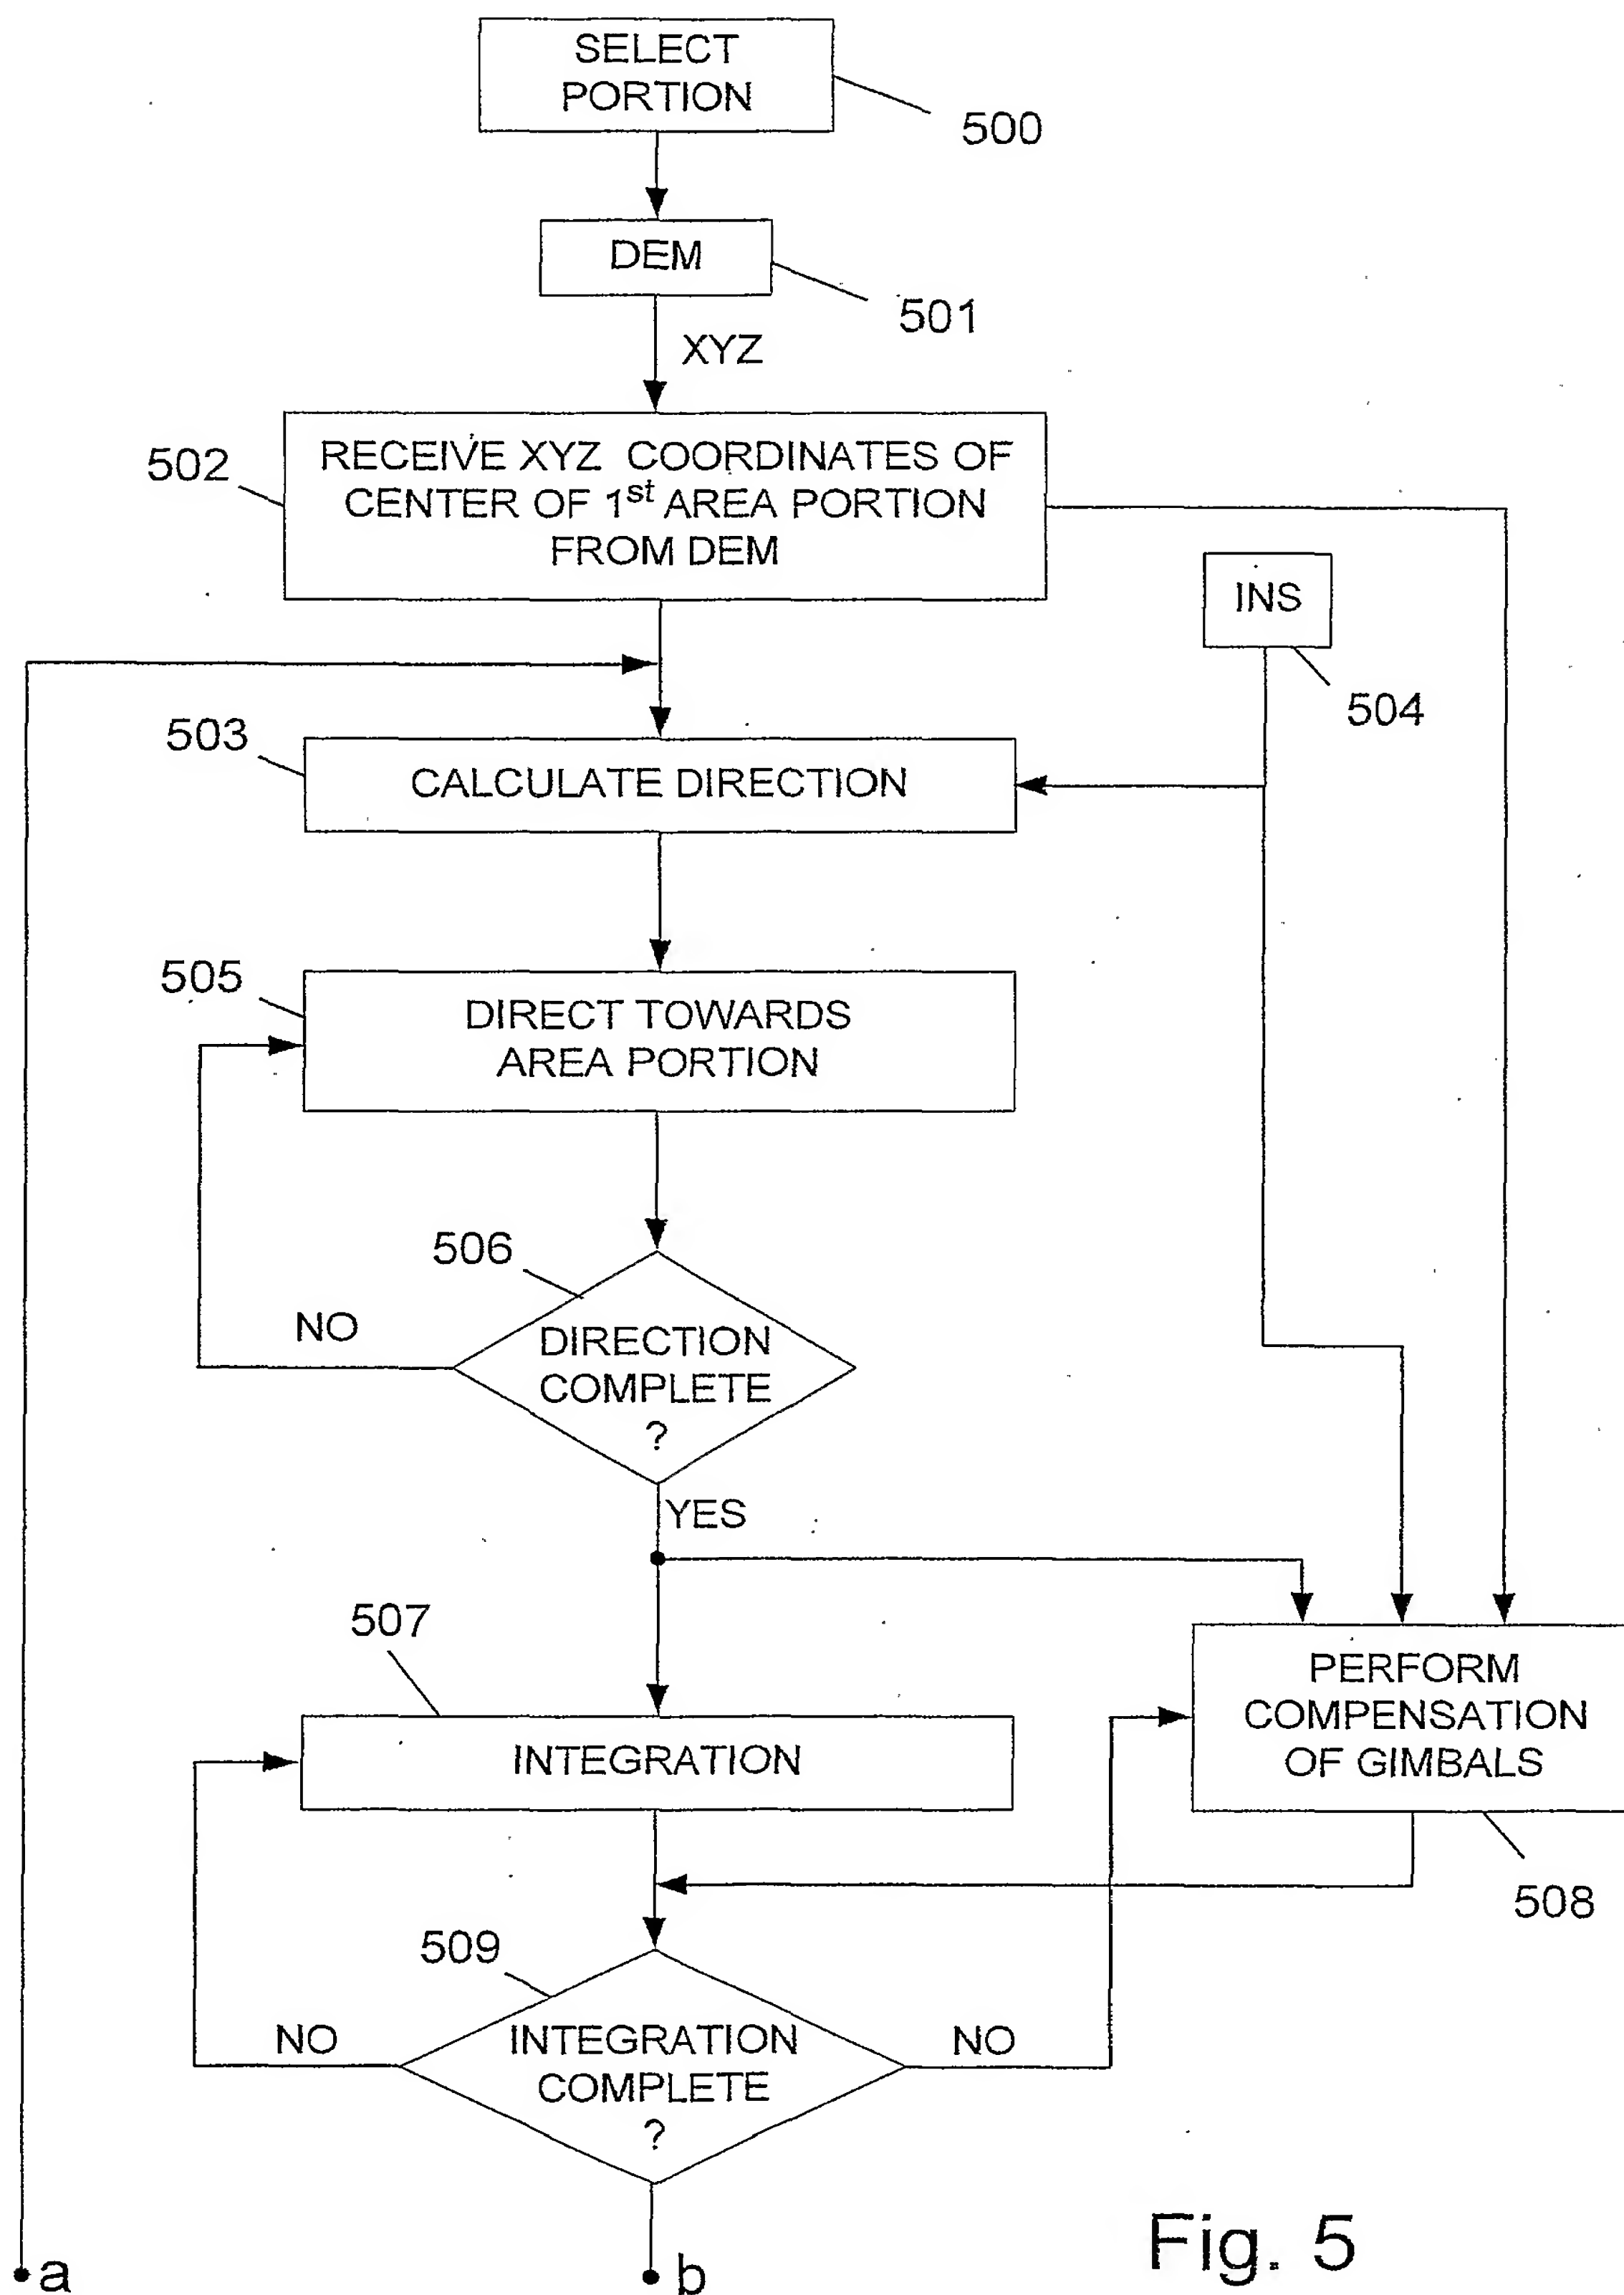 SELECT
PORTION
500
DEM
501
XYZ
502
RECEIVE XYZ COORDINATES OF
CENTER OF 1st AREA PORTION
FROM DEM
INS
504
503
CALCULATE DIRECTION
505
DIRECT TOWARDS
AREA PORTION
506
NO
DIRECTION
COMPLETE
?
YES
507
INTEGRATION
PERFORM
COMPENSATION
OF GIMBALS
508
509
NO
INTEGRATION
COMPLETE
?
NO
a
b
Fig. 5